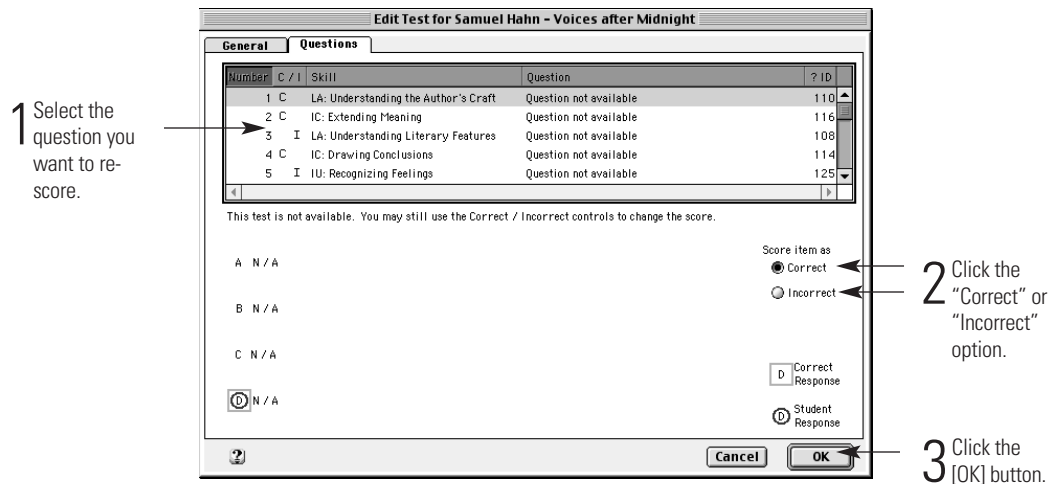 Edit Test for Samuel Hahn – Voices after Midnight
General Questions
Number C / I Skill Question ? ID
1 C LA: Understanding the Author's Craft Question not available 110
2 C IC: Extending Meaning Question not available 116
3 I LA: Understanding Literary Features Question not available 108
4 C IC: Drawing Conclusions Question not available 114
5 I IU: Recognizing Feelings Question not available 125
This test is not available. You may still use the Correct / Incorrect controls to change the score.
A N/A
B N/A
C N/A
D N/A
Score item as
Correct
Incorrect
D Correct
Response
D Student
Response
?
Cancel OK
1 Select the
question you
want to re-
score.
2 Click the
“Correct” or
“Incorrect”
option.
3 Click the
[OK] button.